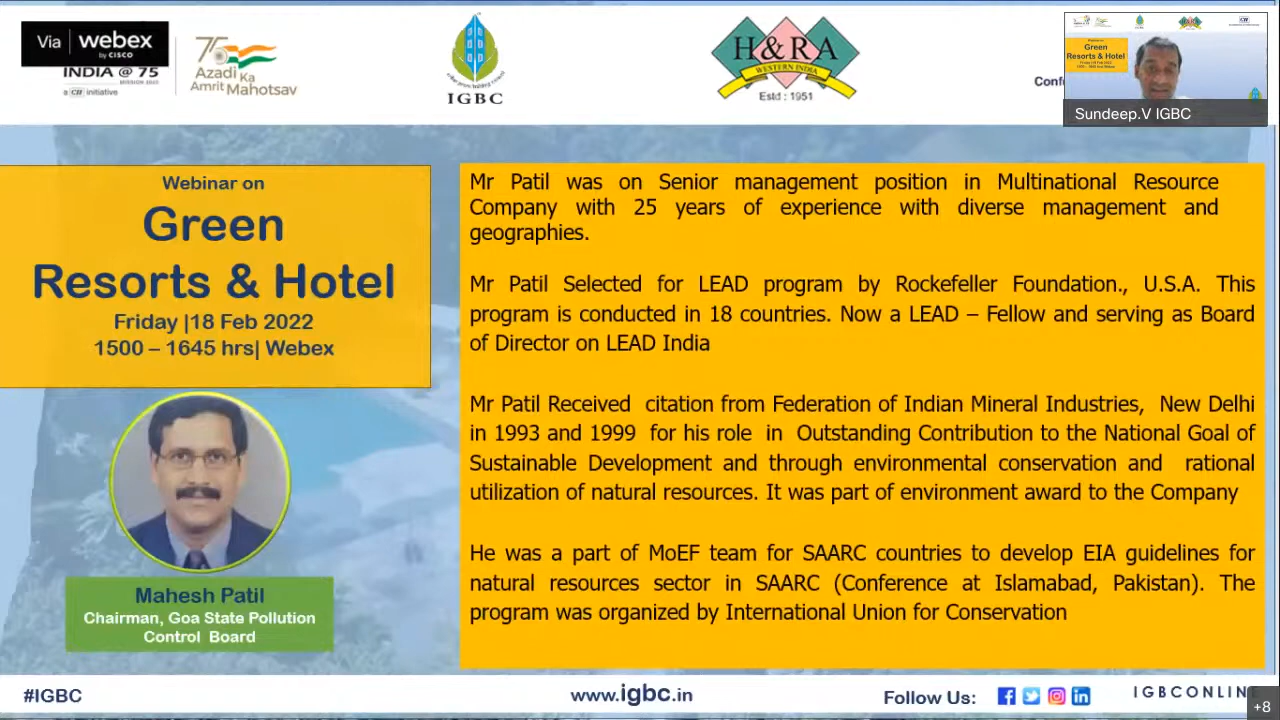 Via | webex
by CISCO
INDIA @ 75
a CII initiative
75
Azadi Ka
Amrit Mahotsav
IGBC
H&RA
WESTERN INDIA
Estd : 1951
Confe
Webinar on
Green
Resorts & Hotel
Sundeep.V IGBC
Webinar on
Green
Resorts & Hotel
Friday |18 Feb 2022
1500 – 1645 hrs| Webex
Mahesh Patil
Chairman, Goa State Pollution
Control Board
Mr Patil was on Senior management position in Multinational Resource
Company with 25 years of experience with diverse management and
geographies.
Mr Patil Selected for LEAD program by Rockefeller Foundation., U.S.A. This
program is conducted in 18 countries. Now a LEAD – Fellow and serving as Board
of Director on LEAD India
Mr Patil Received citation from Federation of Indian Mineral Industries, New Delhi
in 1993 and 1999 for his role in Outstanding Contribution to the National Goal of
Sustainable Development and through environmental conservation and rational
utilization of natural resources. It was part of environment award to the Company
He was a part of MoEF team for SAARC countries to develop EIA guidelines for
natural resources sector in SAARC (Conference at Islamabad, Pakistan). The
program was organized by International Union for Conservation
#IGBC
www.igbc.in
Follow Us:
IGBCONLINE
+8